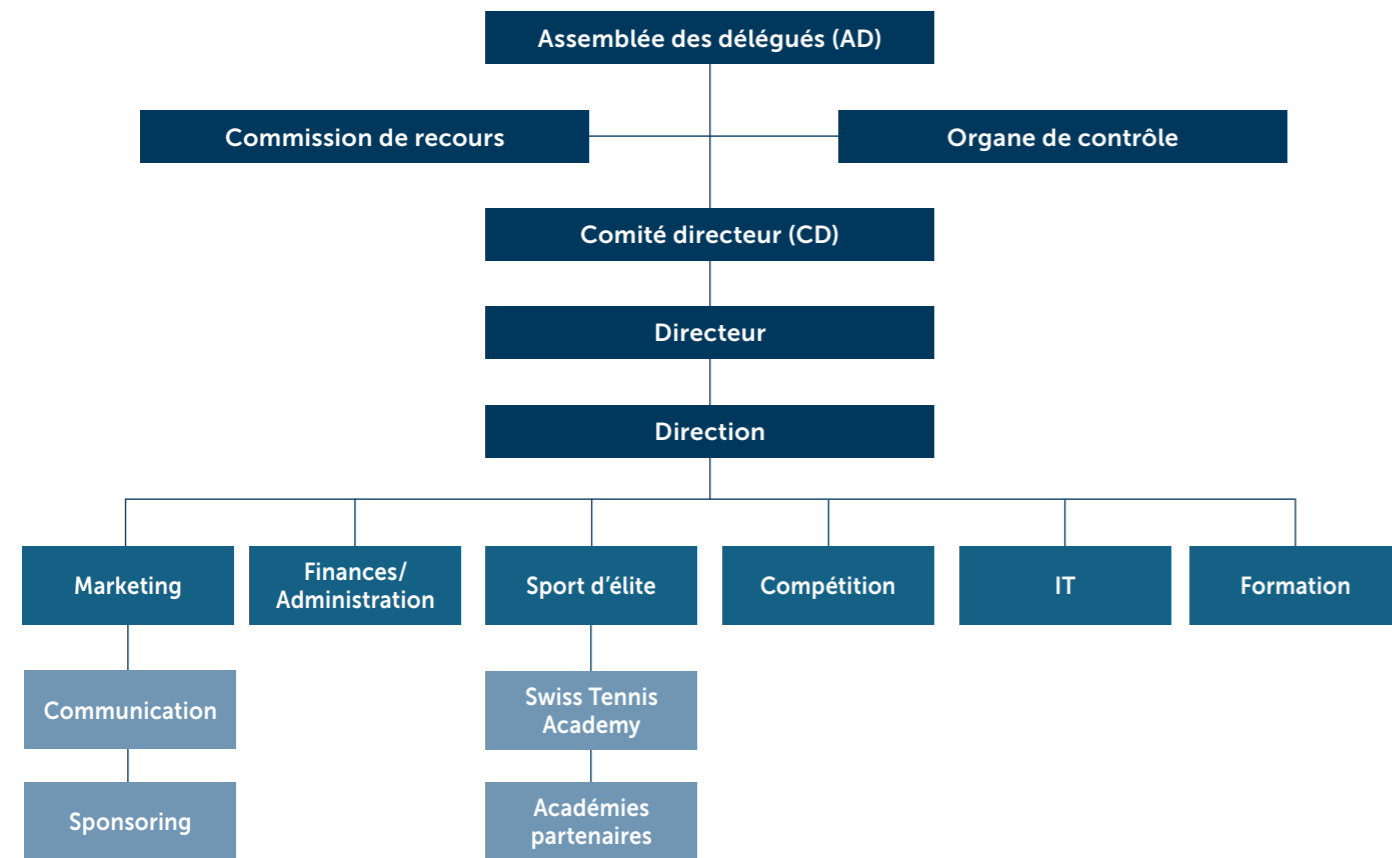 Assemblée des délégués (AD)
Commission de recours
Organe de contrôle
Comité directeur (CD)
Directeur
Direction
Marketing
Finances/
Administration
Sport d’élite
Compétition
IT
Formation
Communication
Swiss Tennis
Academy
Sponsoring
Académies
partenaires